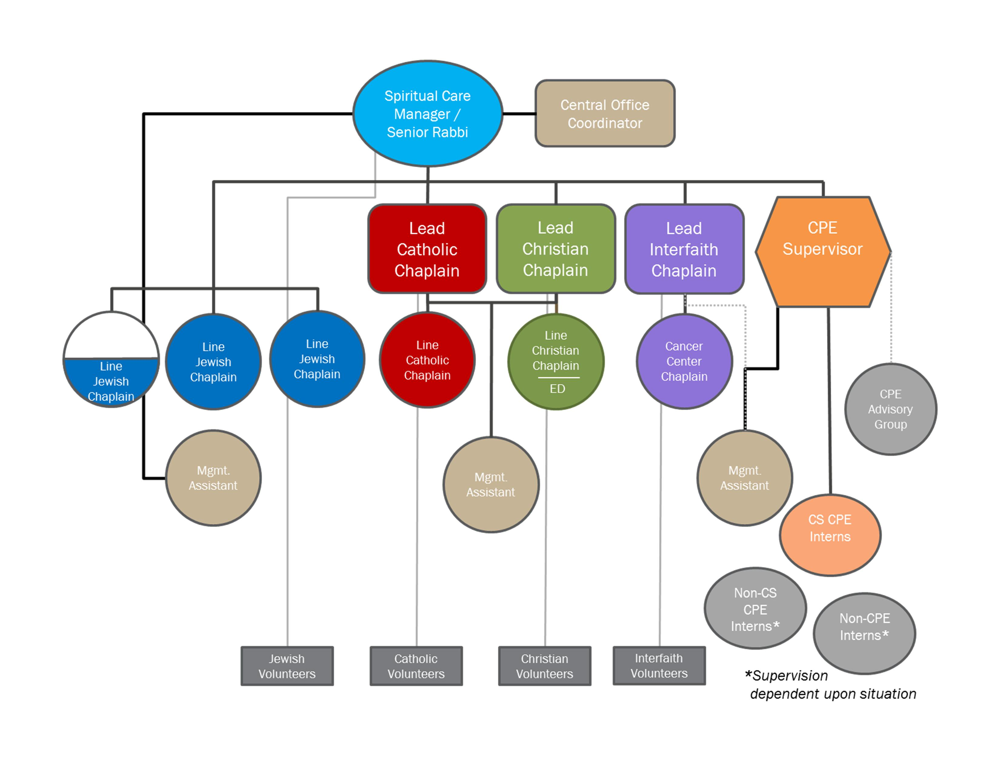 Spiritual Care
Manager /
Senior Rabbi
Central Office
Coordinator
Lead
Catholic
Chaplain
Lead
Christian
Chaplain
Lead
Interfaith
Chaplain
CPE
Supervisor
Line
Jewish
Chaplain
Line
Jewish
Chaplain
Line
Jewish
Chaplain
Line
Catholic
Chaplain
Line
Christian
Chaplain
ED
Cancer
Center
Chaplain
CPE
Advisory
Group
Mgmt.
Assistant
Mgmt.
Assistant
Mgmt.
Assistant
CS CPE
Interns
Non-CS
CPE
Interns*
Non-CPE
Interns*
Jewish
Volunteers
Catholic
Volunteers
Christian
Volunteers
Interfaith
Volunteers
*Supervision
dependent upon situation